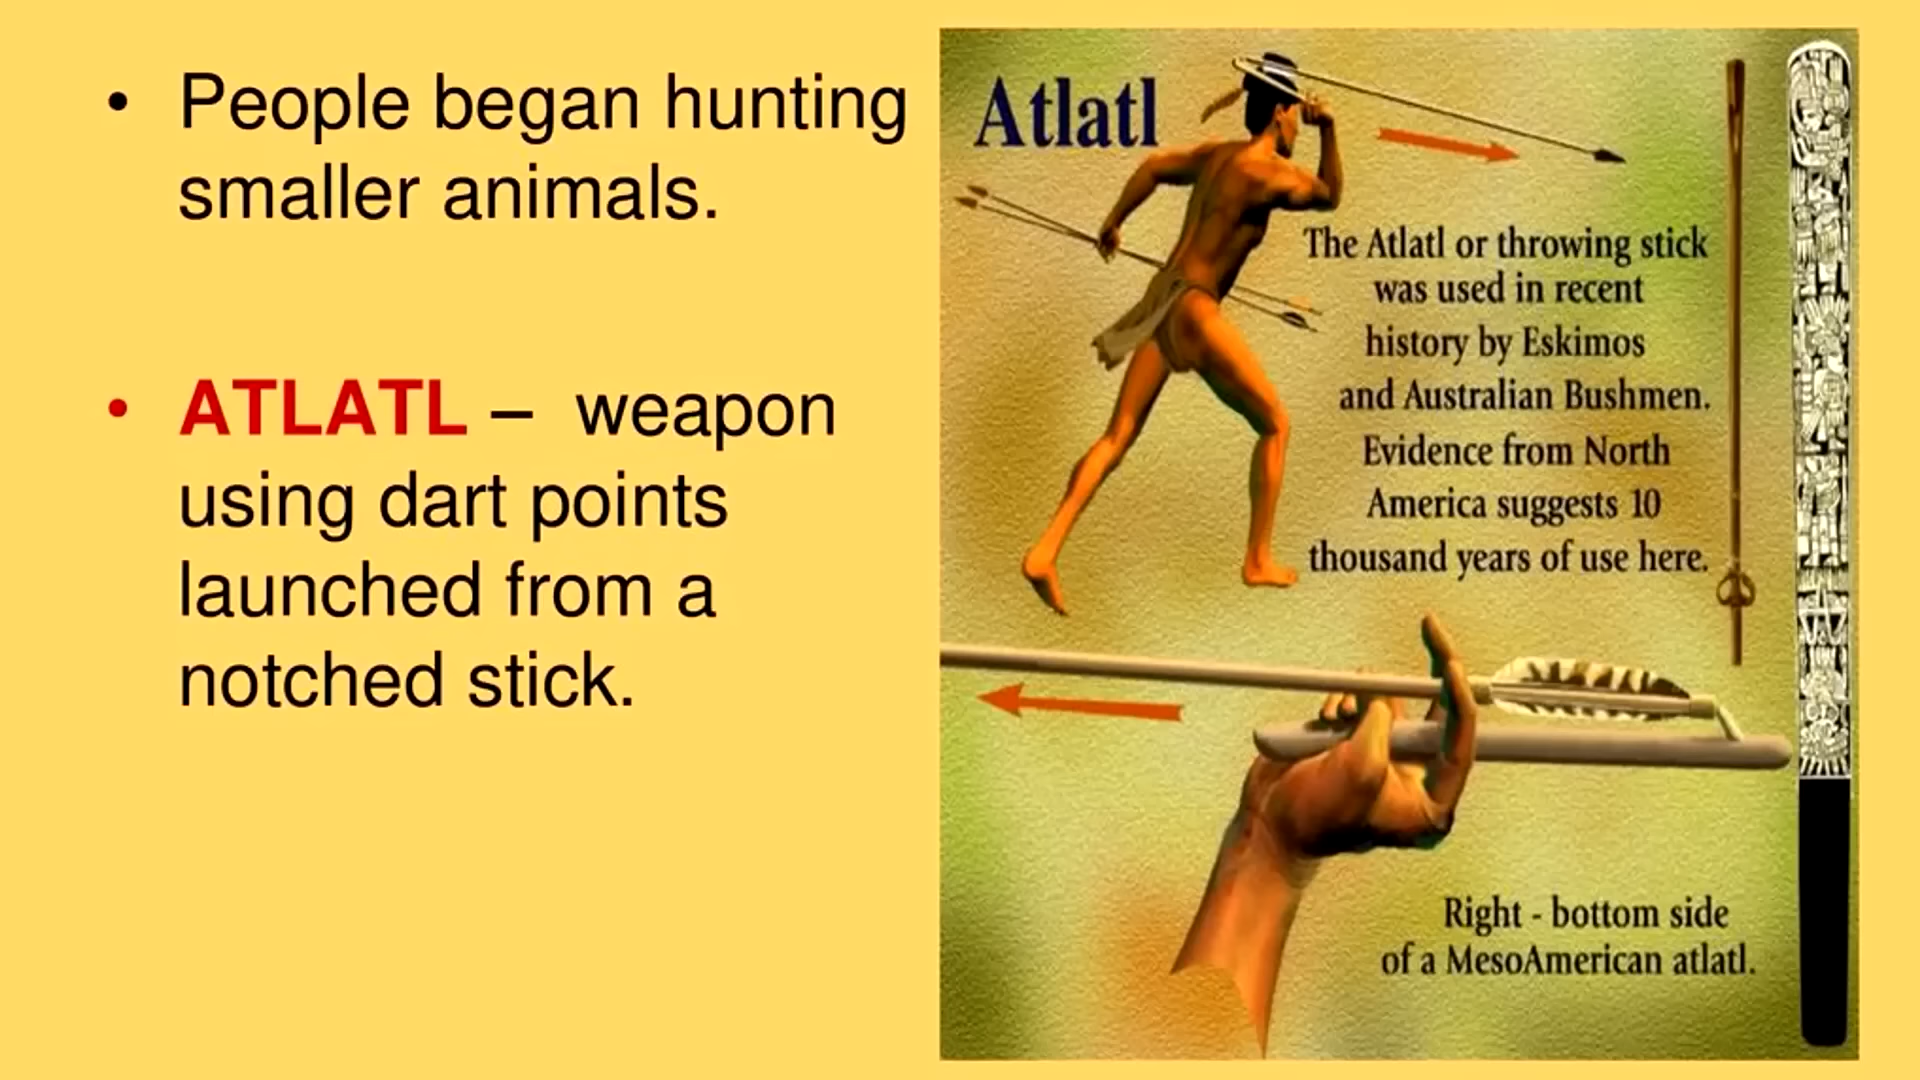 • People began hunting
smaller animals.
• ATLATL – weapon
using dart points
launched from a
notched stick.
Atlatl
The Atlatl or throwing stick
was used in recent
history by Eskimos
and Australian Bushmen.
Evidence from North
America suggests 10
thousand years of use here.
Right - bottom side
of a MesoAmerican atlatl.